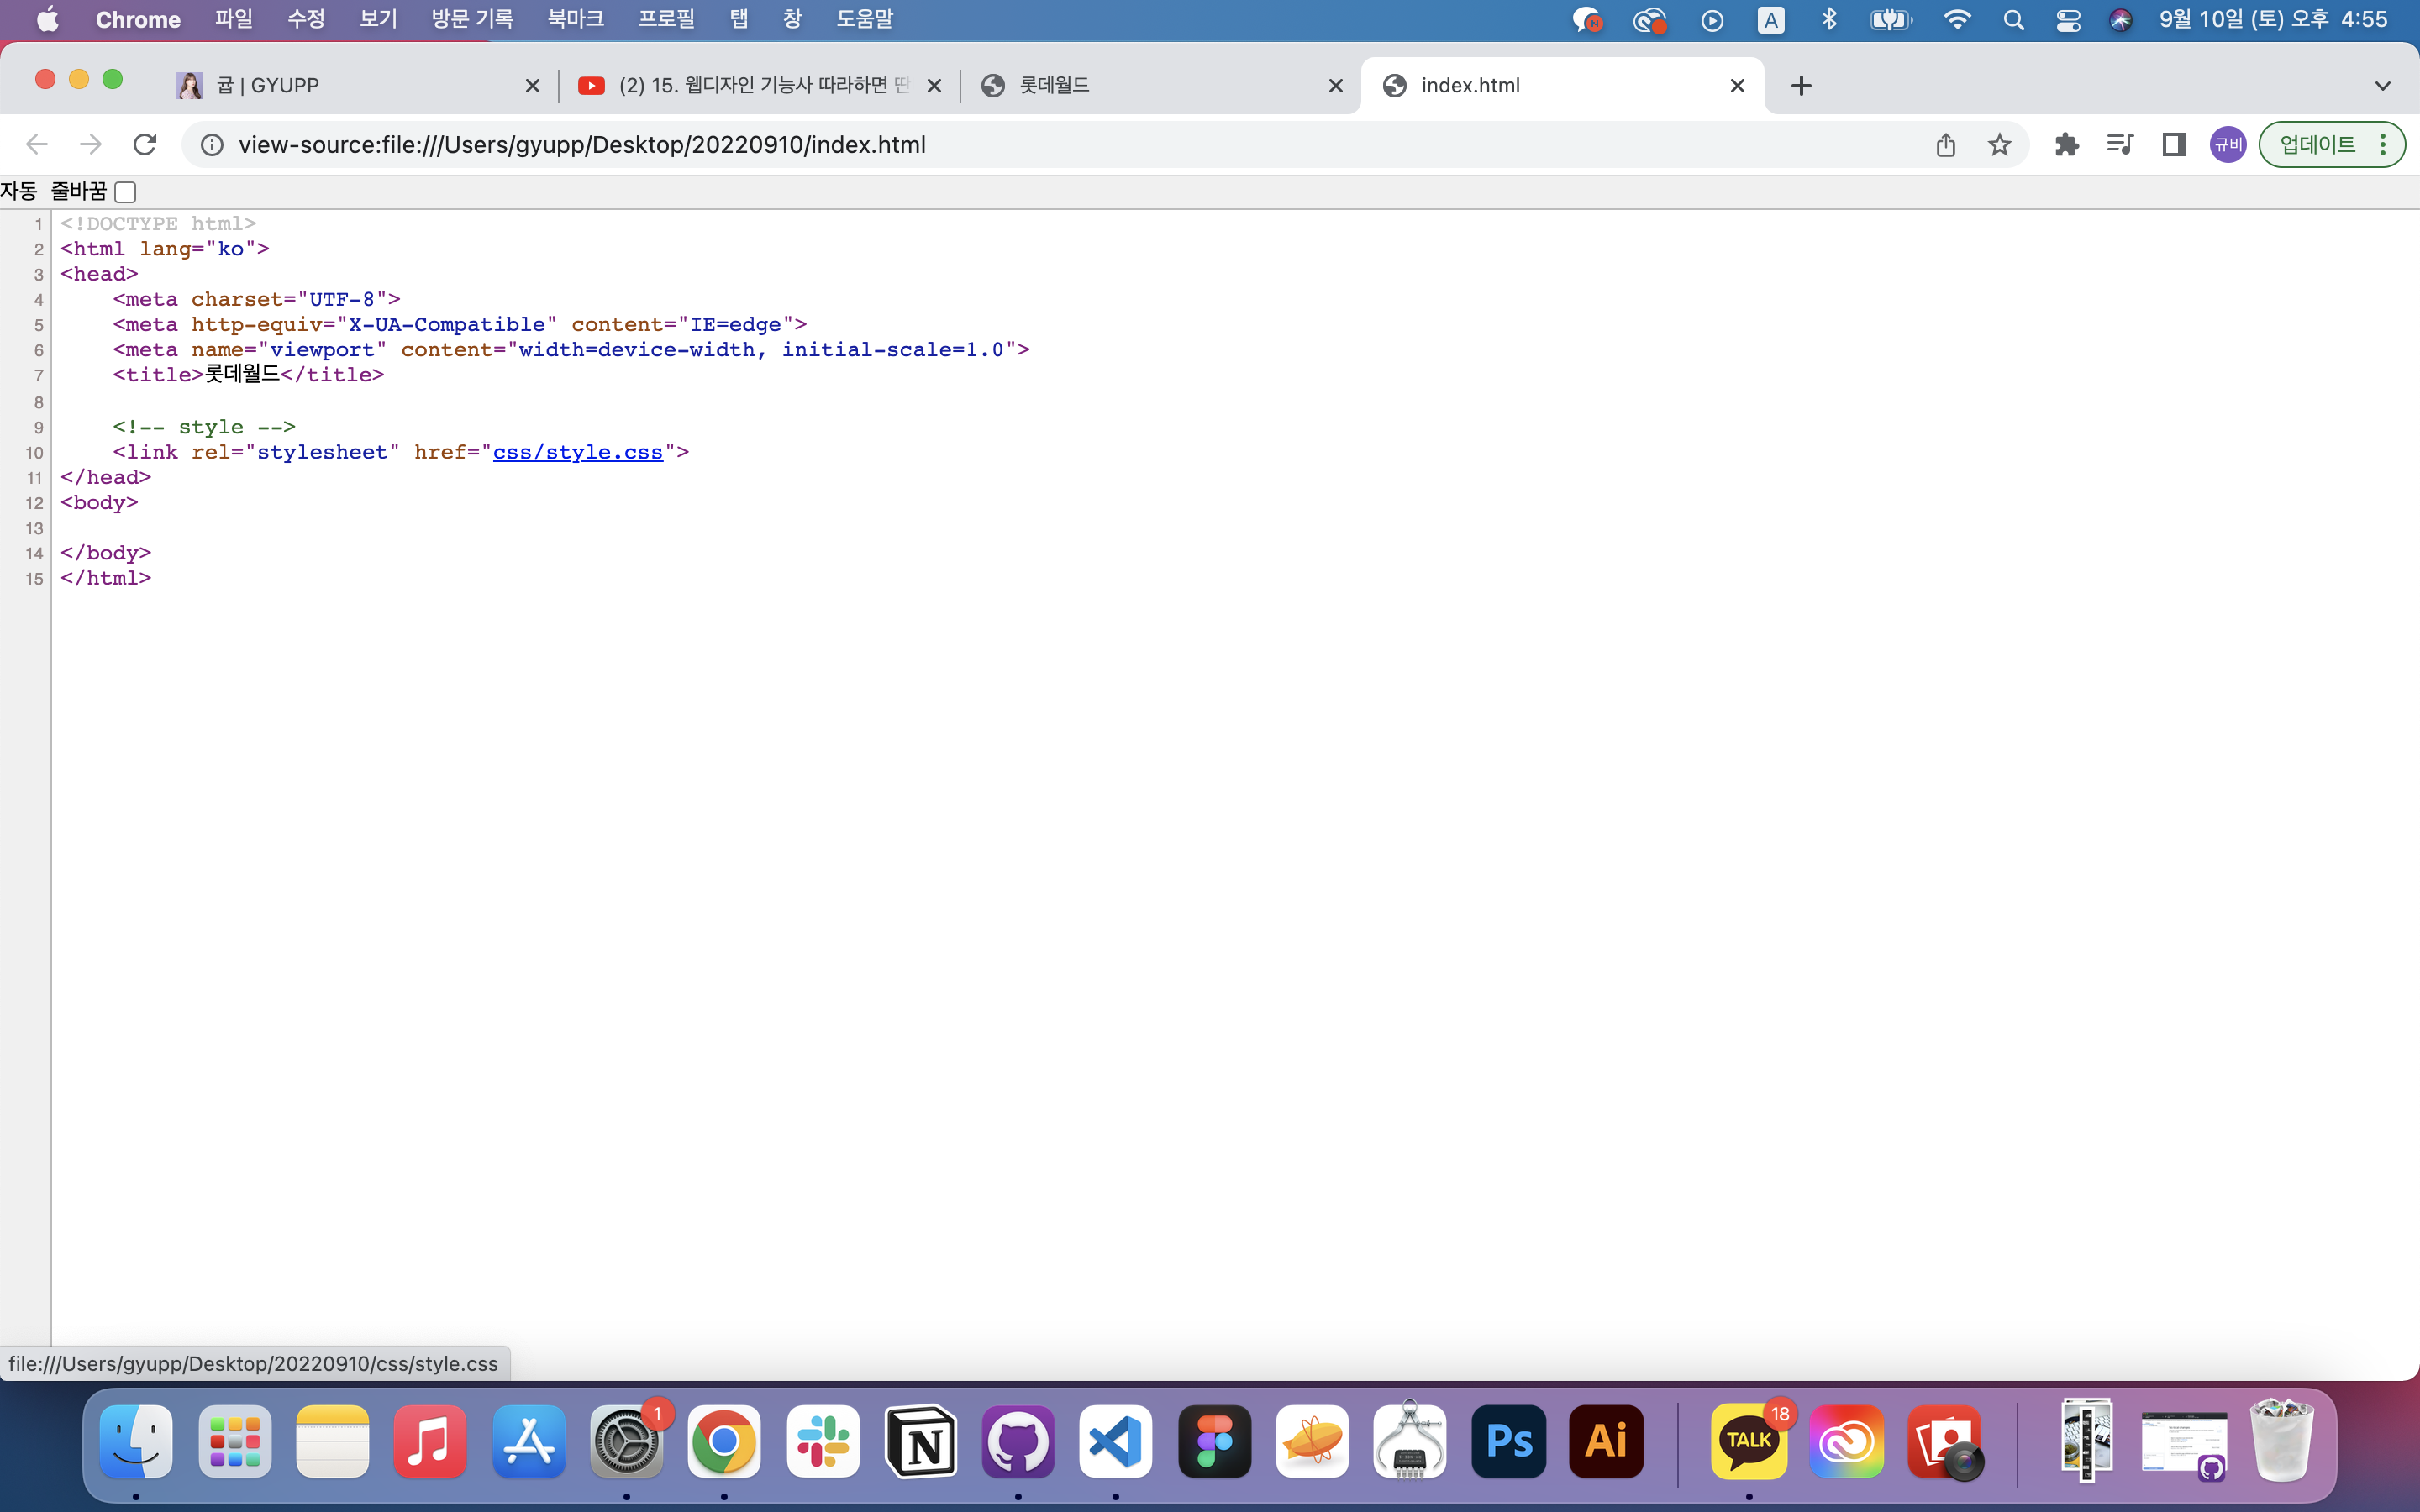 Chrome 파일 수정 보기 방문 기록 북마크 프로필 탭 창 도움말 N A 9월 10일 (토) 오후 4:55
귭 | GYUPP (2) 15. 웹디자인 기능사 따라하면 롯데월드 index.html
view-source:file:///Users/gyupp/Desktop/20220910/index.html 규비 업데이트
자동 줄바꿈
1 <!DOCTYPE html>
2 <html lang="ko">
3 <head>
4 <meta charset="UTF-8">
5 <meta http-equiv="X-UA-Compatible" content="IE=edge">
6 <meta name="viewport" content="width=device-width, initial-scale=1.0">
7 <title>롯데월드</title>
8
9 <!-- style -->
10 <link rel="stylesheet" href="css/style.css">
11 </head>
12 <body>
13
14 </body>
15 </html>
file:///Users/gyupp/Desktop/20220910/css/style.css
1 N Ps Ai TALK 18